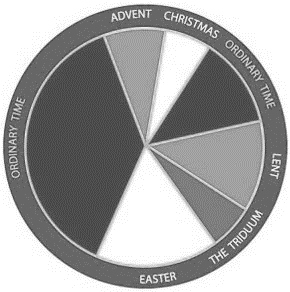 ADVENT
CHRISTMAS
ORDINARY TIME
LENT
THE TRIDUUM
EASTER
ORDINARY TIME